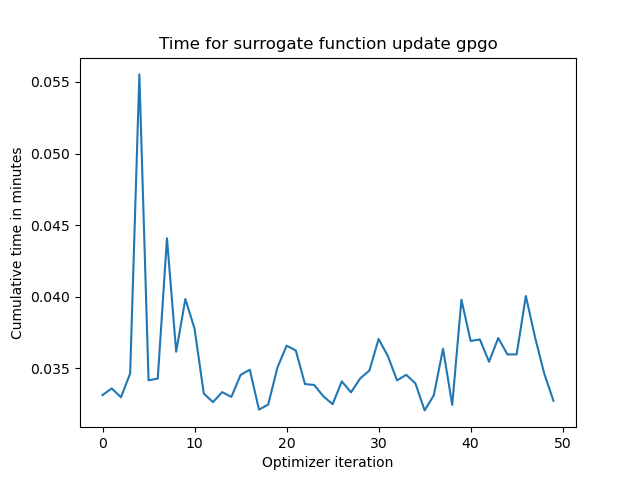 Time for surrogate function update gpgo
Cumulative time in minutes
0.055
0.050
0.045
0.040
0.035
0 10 20 30 40 50
Optimizer iteration